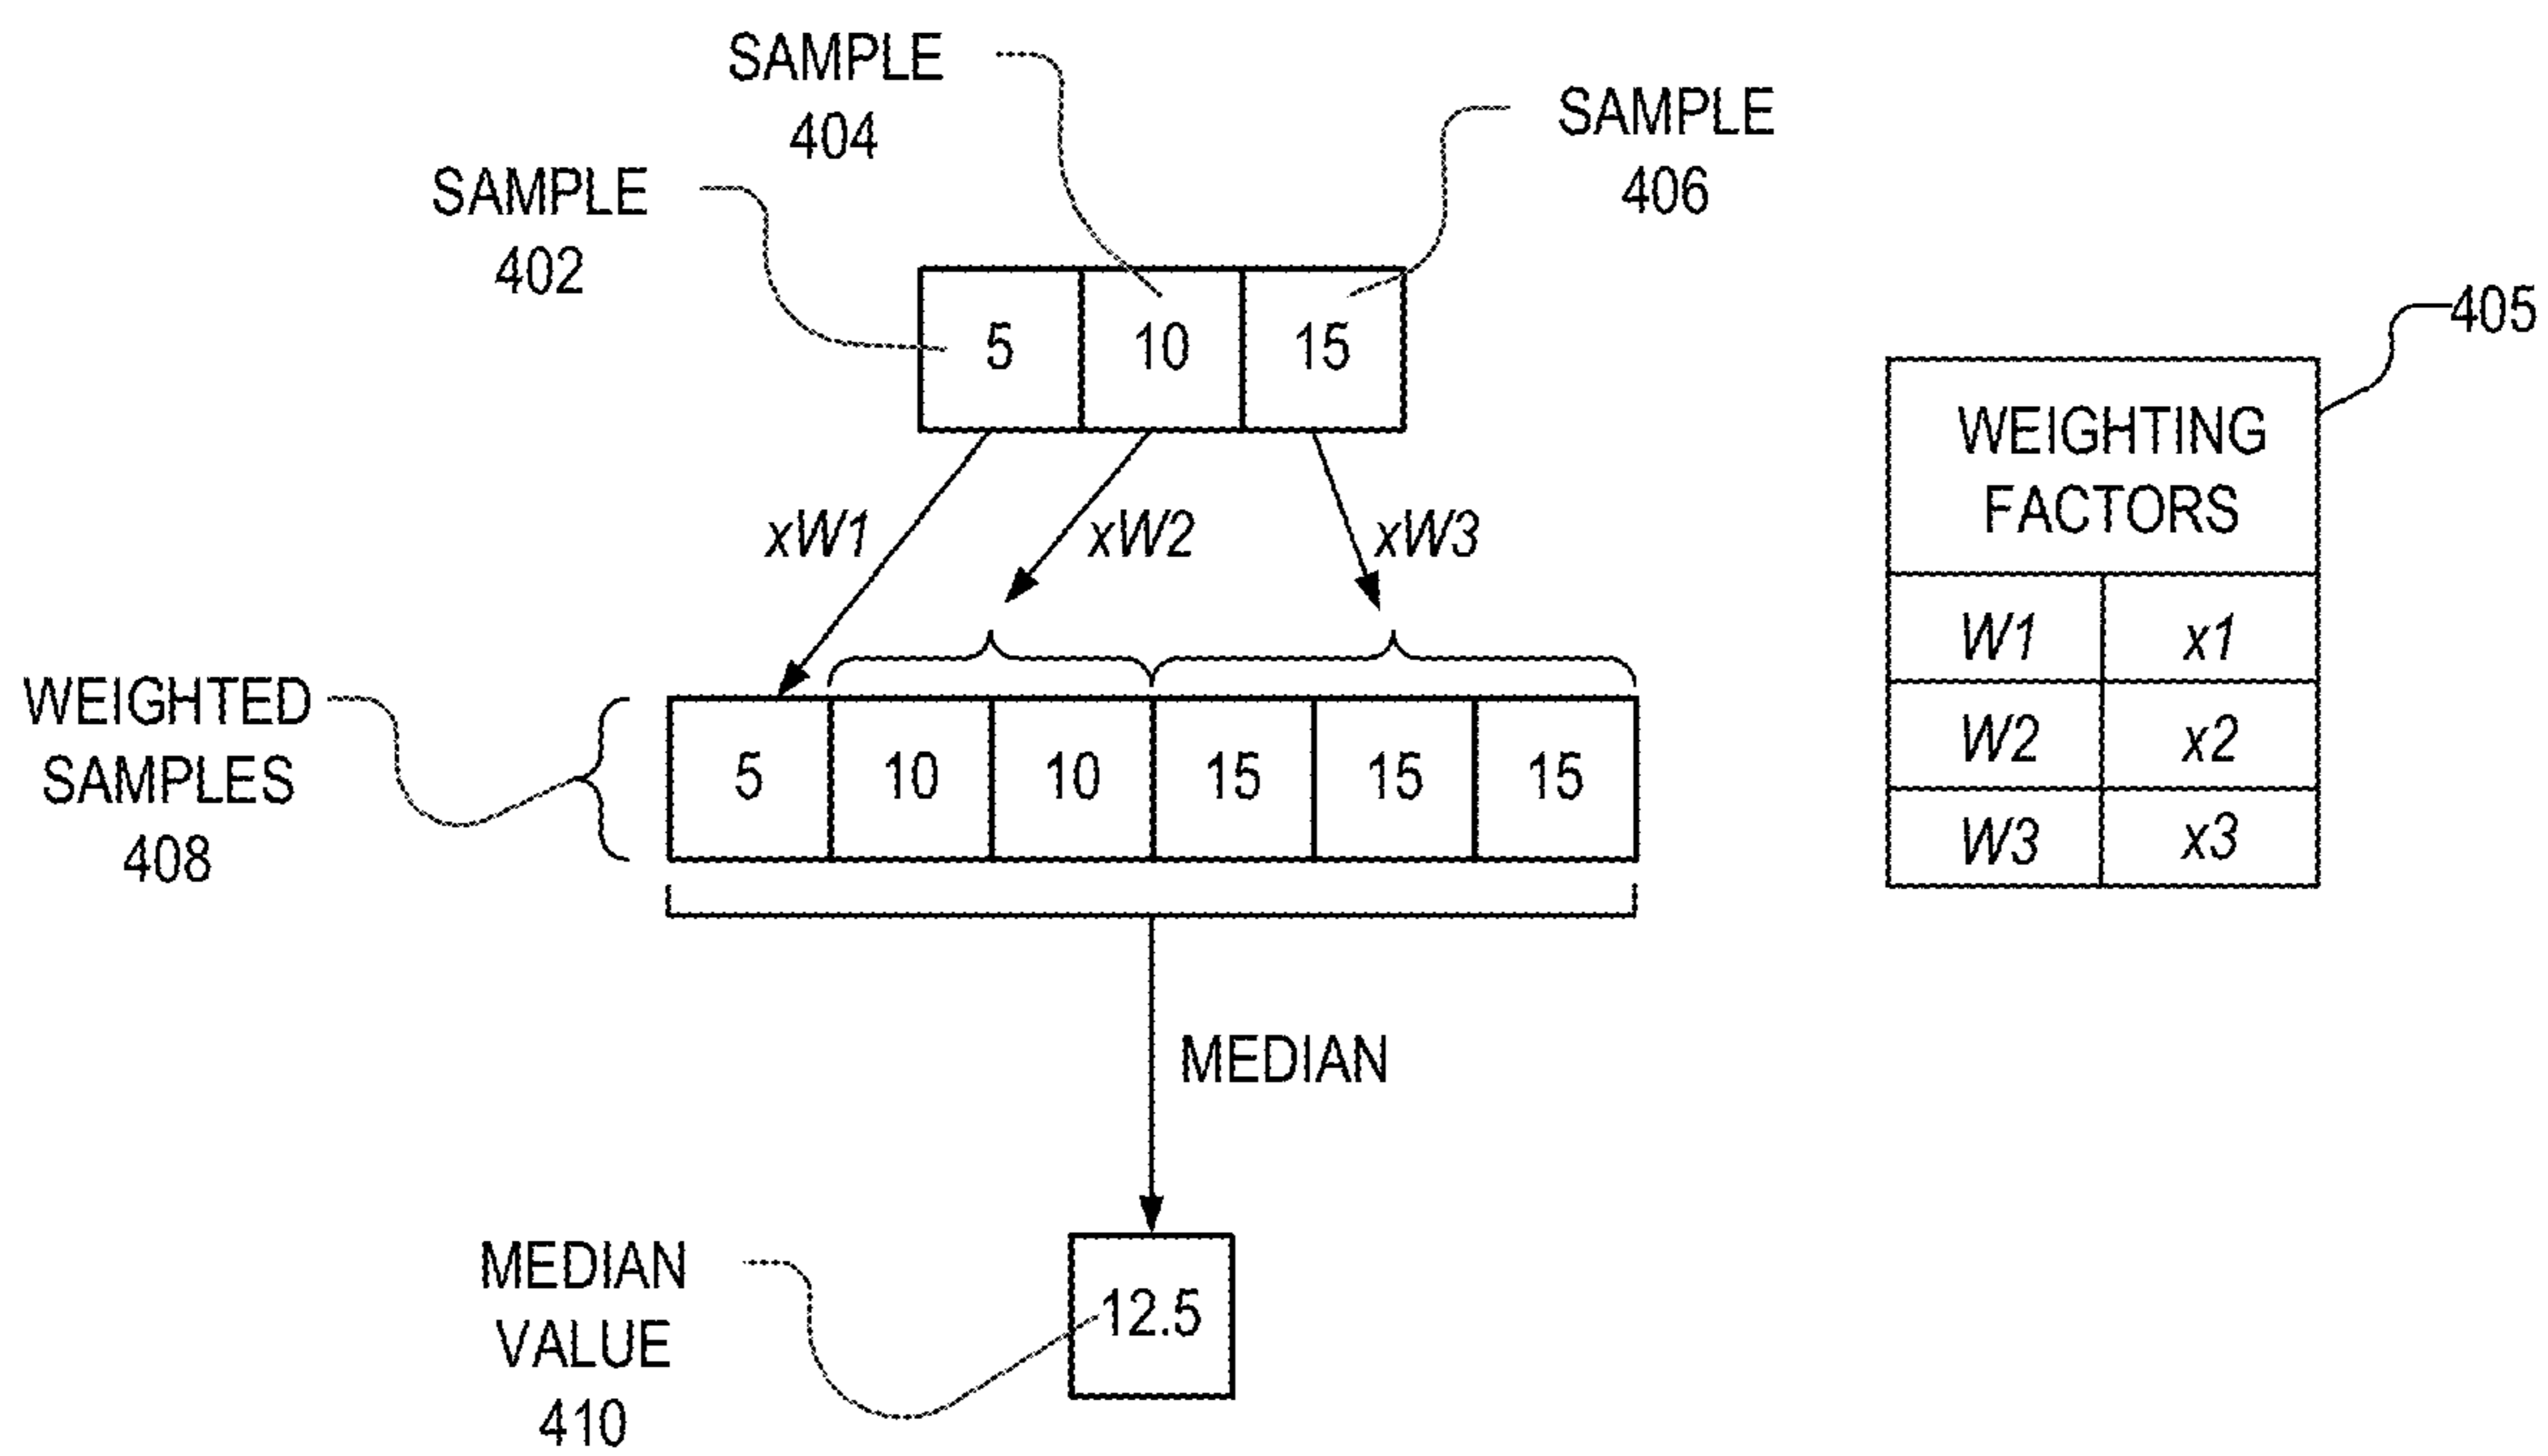 SAMPLE
404
SAMPLE
406
SAMPLE
402
405
5 10 15
WEIGHTING
FACTORS
xW1 xW2 xW3
W1 x1
W2 x2
W3 x3
WEIGHTED
SAMPLES
408
5 10 10 15 15 15
MEDIAN
MEDIAN
VALUE
410
12.5